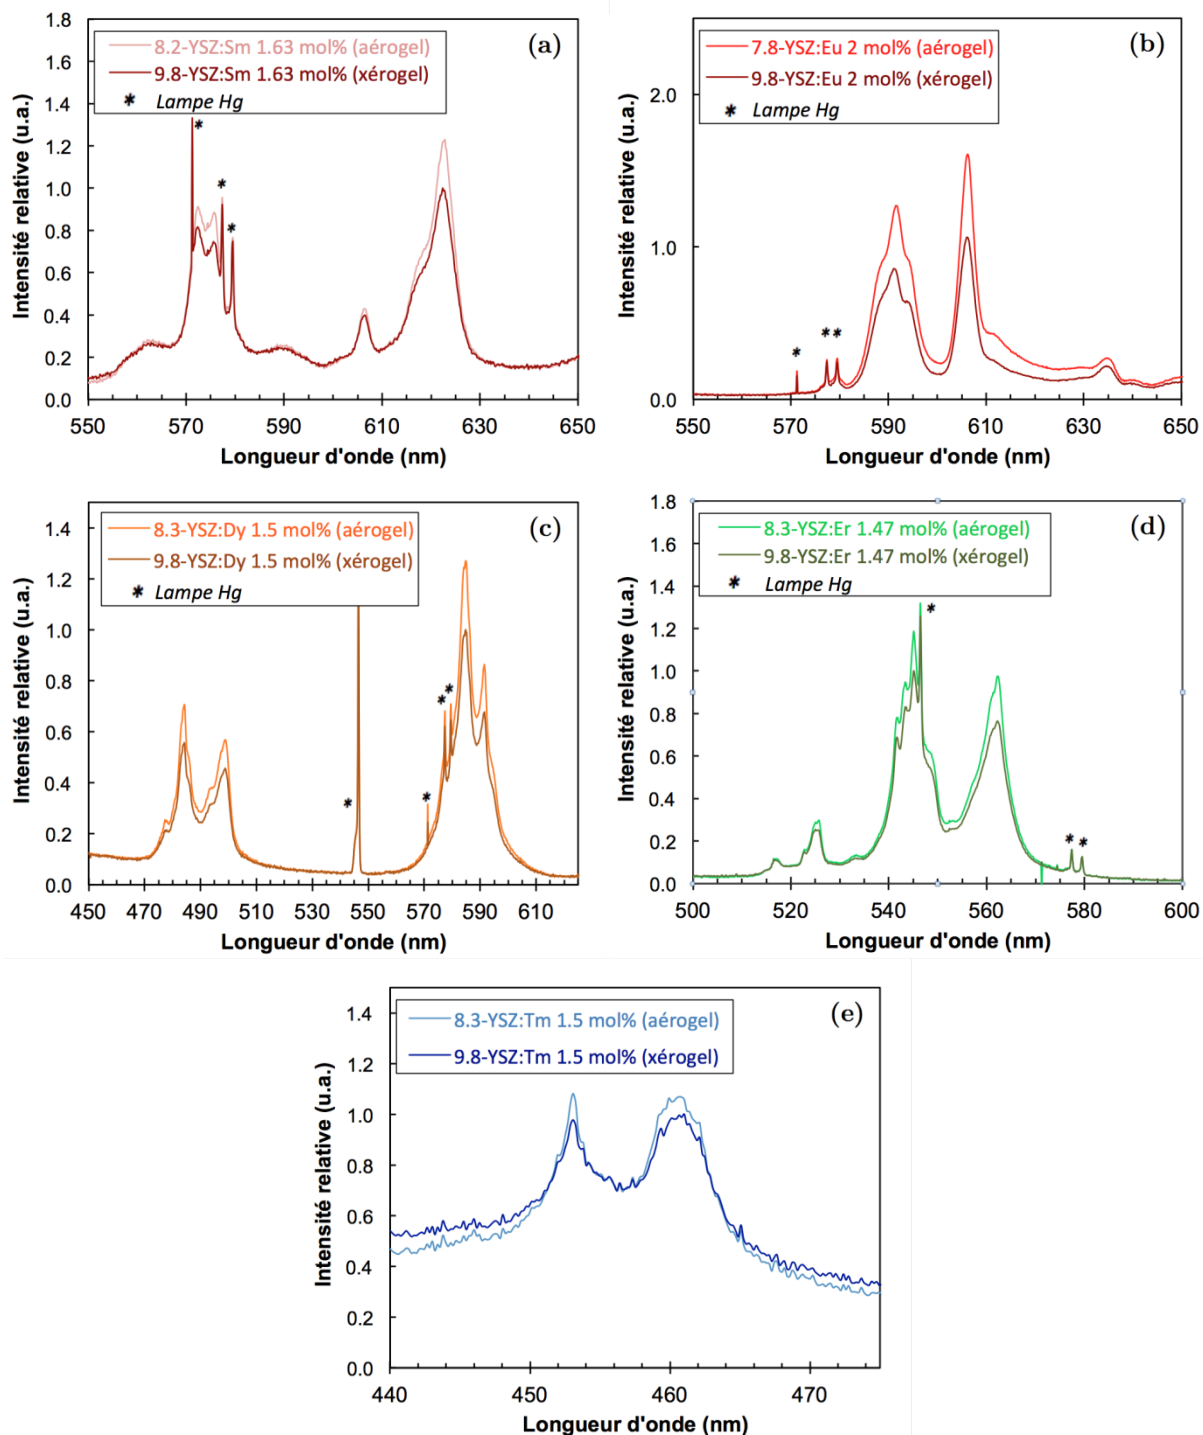 (a)
8.2-YSZ:Sm 1.63 mol% (aérogel)
9.8-YSZ:Sm 1.63 mol% (xérogel)
* Lampe Hg
Intensité relative (u.a.)
1.8
1.6
1.4
1.2
1.0
0.8
0.6
0.4
0.2
0.0
550 570 590 610 630 650
Longueur d'onde (nm)
(b)
7.8-YSZ:Eu 2 mol% (aérogel)
9.8-YSZ:Eu 2 mol% (xérogel)
* Lampe Hg
Intensité relative (u.a.)
2.0
1.0
0.0
550 570 590 610 630 650
Longueur d'onde (nm)
(c)
8.3-YSZ:Dy 1.5 mol% (aérogel)
9.8-YSZ:Dy 1.5 mol% (xérogel)
* Lampe Hg
Intensité relative (u.a.)
1.4
1.2
1.0
0.8
0.6
0.4
0.2
0.0
450 470 490 510 530 550 570 590 610
Longueur d'onde (nm)
(d)
8.3-YSZ:Er 1.47 mol% (aérogel)
9.8-YSZ:Er 1.47 mol% (xérogel)
* Lampe Hg
Intensité relative (u.a.)
1.8
1.6
1.4
1.2
1.0
0.8
0.6
0.4
0.2
0.0
500 520 540 560 580 600
Longueur d'onde (nm)
(e)
8.3-YSZ:Tm 1.5 mol% (aérogel)
9.8-YSZ:Tm 1.5 mol% (xérogel)
Intensité relative (u.a.)
1.4
1.2
1.0
0.8
0.6
0.4
0.2
0.0
440 450 460 470
Longueur d'onde (nm)